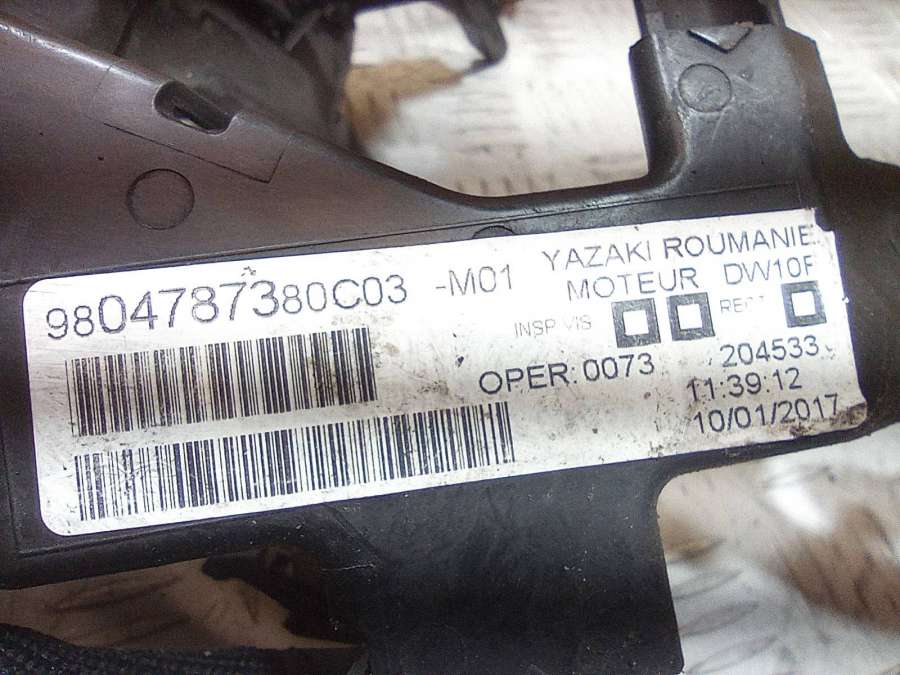 9804787380C03 -M01 YAZAKI ROUMANIE
MOTEUR DW10F
INSP VIS
OPER: 0073 204533
11:39:12
10/01/2017